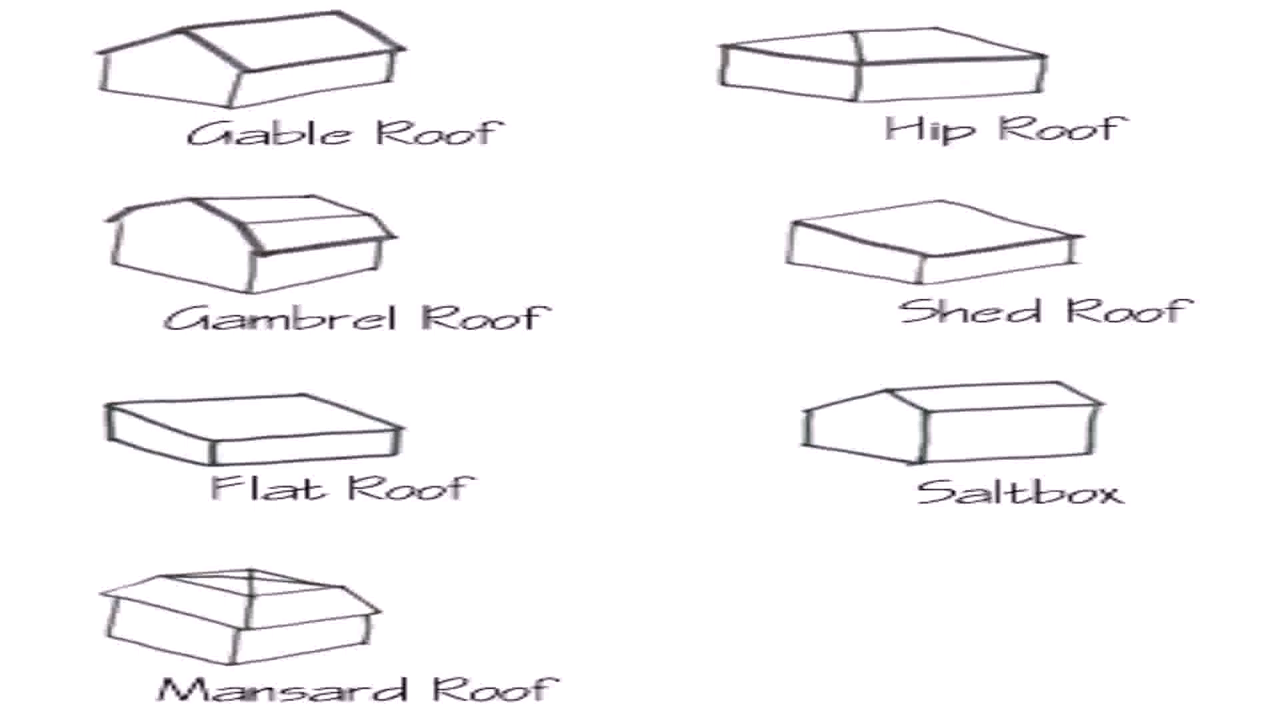 Gable Roof
Hip Roof
Gambrel Roof
Shed Roof
Flat Roof
Saltbox
Mansard Roof